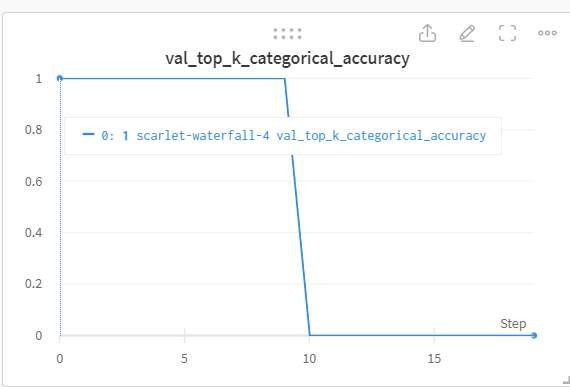 val_top_k_categorical_accuracy
1
0: 1 scarlet-waterfall-4 val_top_k_categorical_accuracy
0.8
0.6
0.4
0.2
0
Step
0 5 10 15